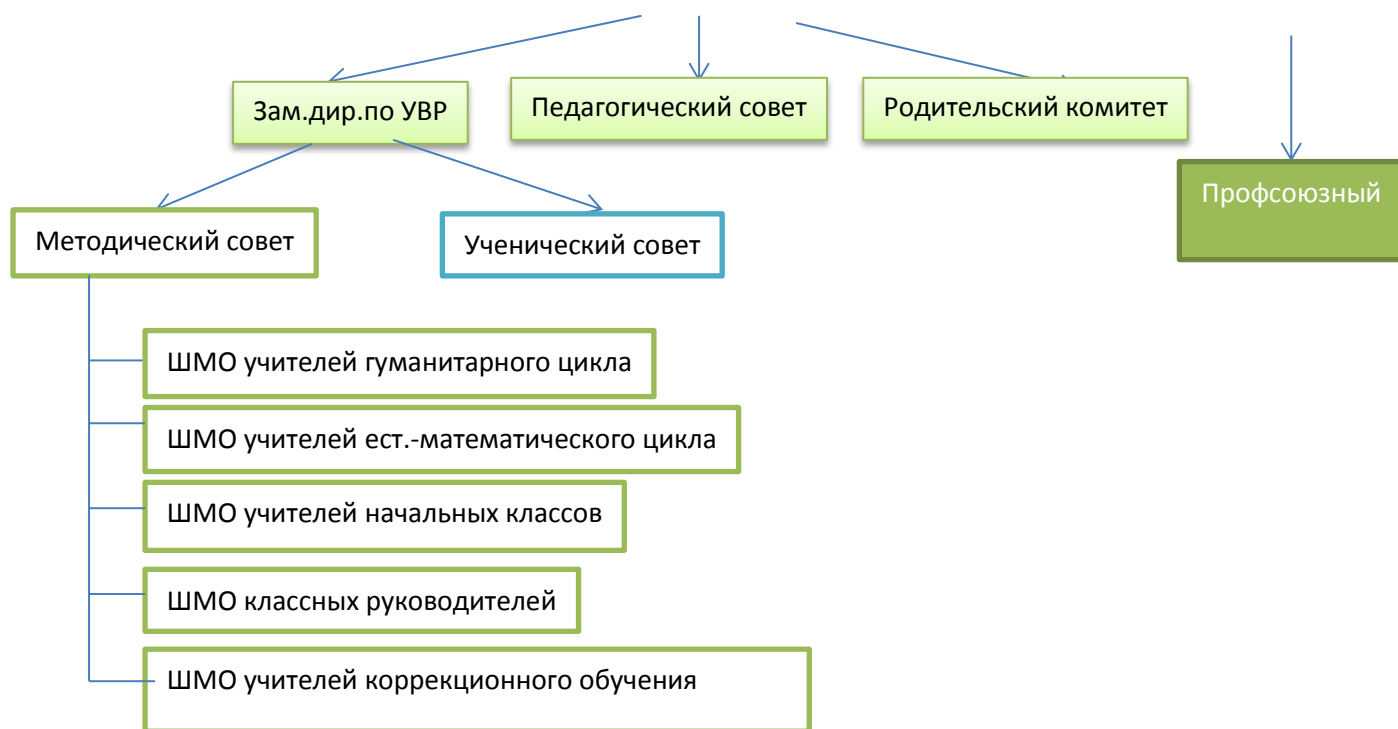 Зам.дир.по УВР
Педагогический совет
Родительский комитет
Профсоюзный
Методический совет
Ученический совет
ШМО учителей гуманитарного цикла
ШМО учителей ест.-математического цикла
ШМО учителей начальных классов
ШМО классных руководителей
ШМО учителей коррекционного обучения